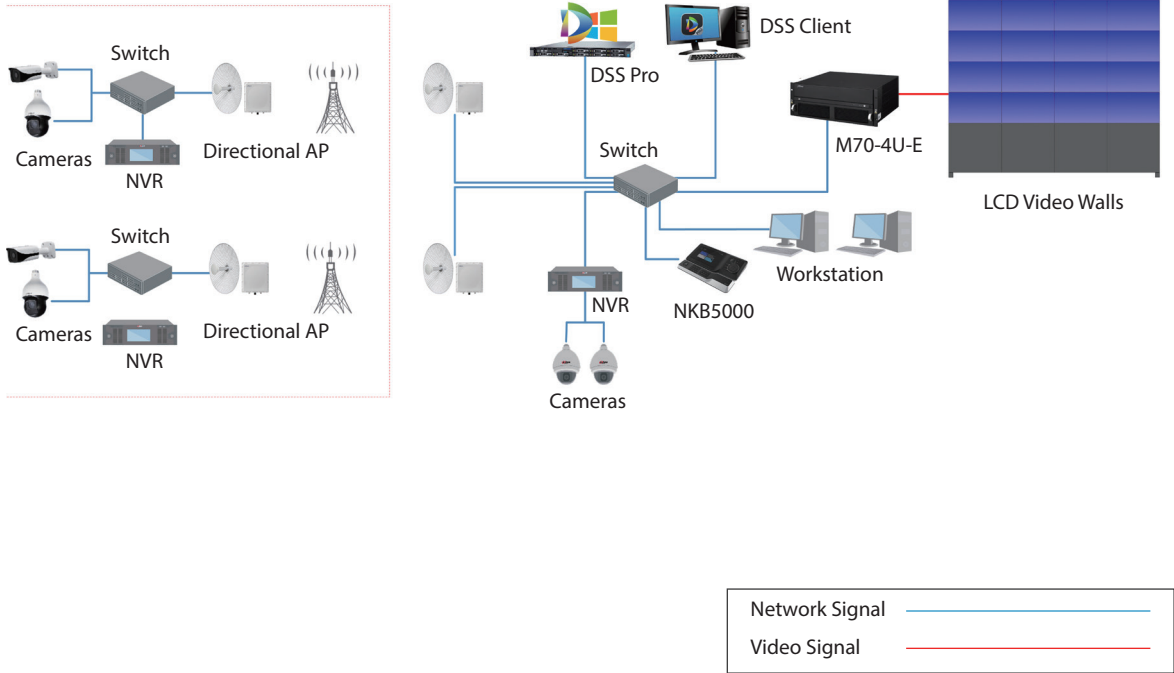 Switch
Cameras
NVR
Directional AP
Switch
Cameras
NVR
Directional AP
DSS Pro
DSS Client
Switch
M70-4U-E
LCD Video Walls
Workstation
NKB5000
NVR
Cameras
Network Signal
Video Signal